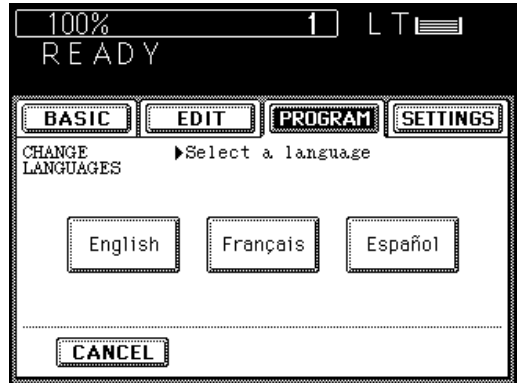 100% 1 LT
READY
BASIC EDIT PROGRAM SETTINGS
CHANGE ▶Select a language
LANGUAGES
English Français Español
CANCEL